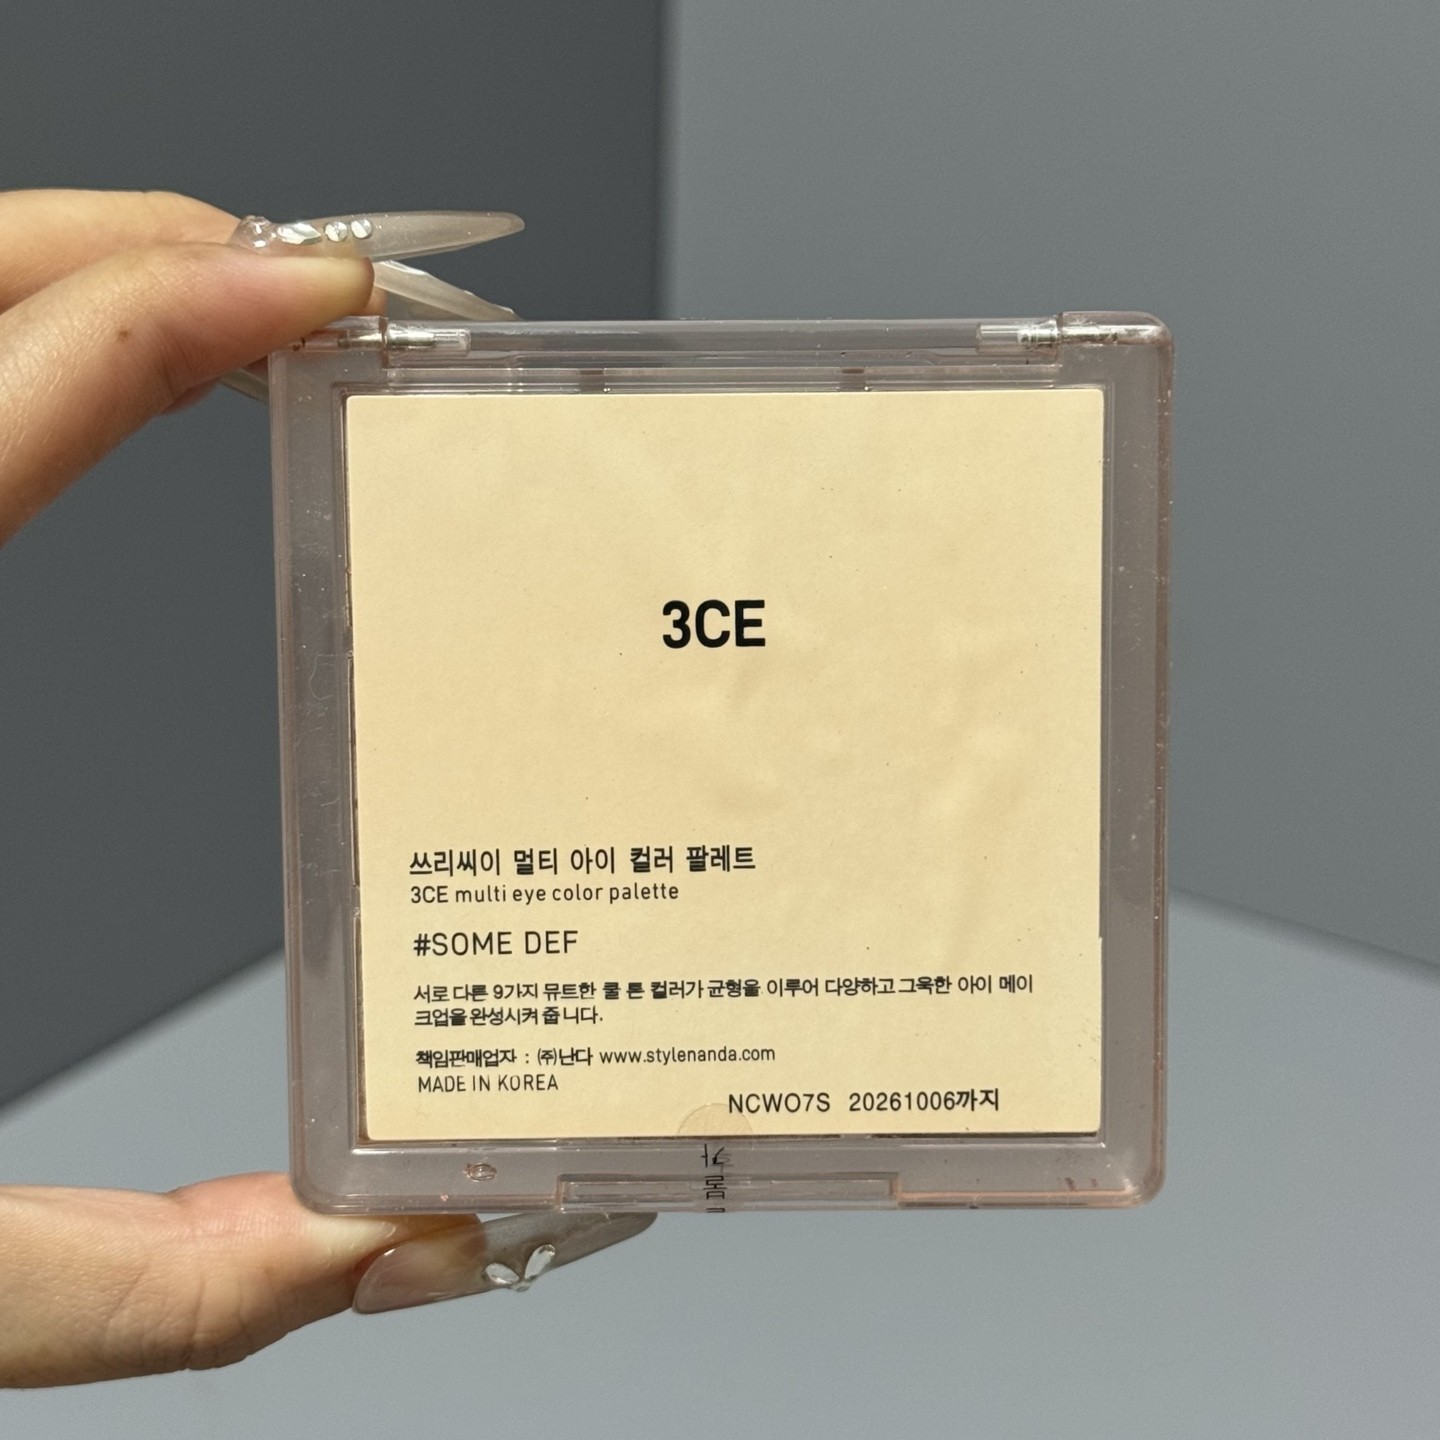 3CE
쓰리씨이 멀티 아이 컬러 팔레트
3CE multi eye color palette
#SOME DEF
서로 다른 9가지 뮤트한 쿨 톤 컬러가 균형을 이루어 다양하고 그윽한 아이 메이
크업을 완성시켜 줍니다.
책임판매업자 : ㈜난다 www.stylenanda.com
MADE IN KOREA
NCWO7S 20261006까지